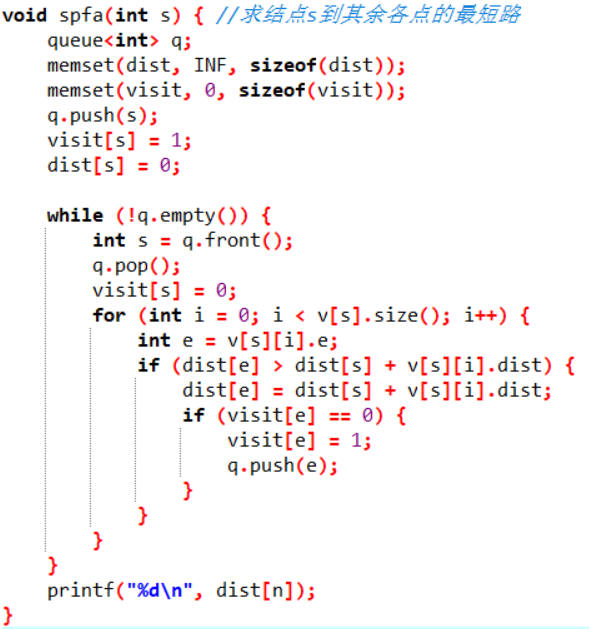 void spfa(int s) { //求结点s到其余各点的最短路
    queue<int> q;
    memset(dist, INF, sizeof(dist));
    memset(visit, 0, sizeof(visit));
    q.push(s);
    visit[s] = 1;
    dist[s] = 0;

    while (!q.empty()) {
        int s = q.front();
        q.pop();
        visit[s] = 0;
        for (int i = 0; i < v[s].size(); i++) {
            int e = v[s][i].e;
            if (dist[e] > dist[s] + v[s][i].dist) {
                dist[e] = dist[s] + v[s][i].dist;
                if (visit[e] == 0) {
                    visit[e] = 1;
                    q.push(e);
                }
            }
        }
    }
    printf("%d\n", dist[n]);
}